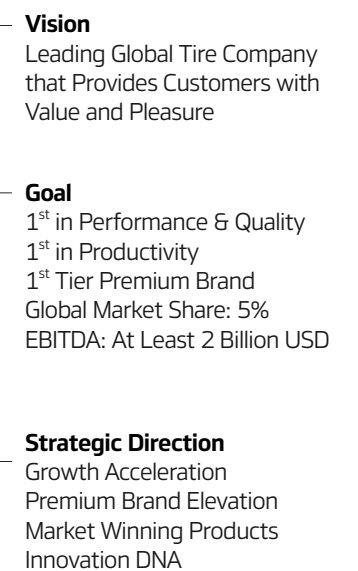 Vision
Leading Global Tire Company
that Provides Customers with
Value and Pleasure
Goal
1st in Performance & Quality
1st in Productivity
1st Tier Premium Brand
Global Market Share: 5%
EBITDA: At Least 2 Billion USD
Strategic Direction
Growth Acceleration
Premium Brand Elevation
Market Winning Products
Innovation DNA